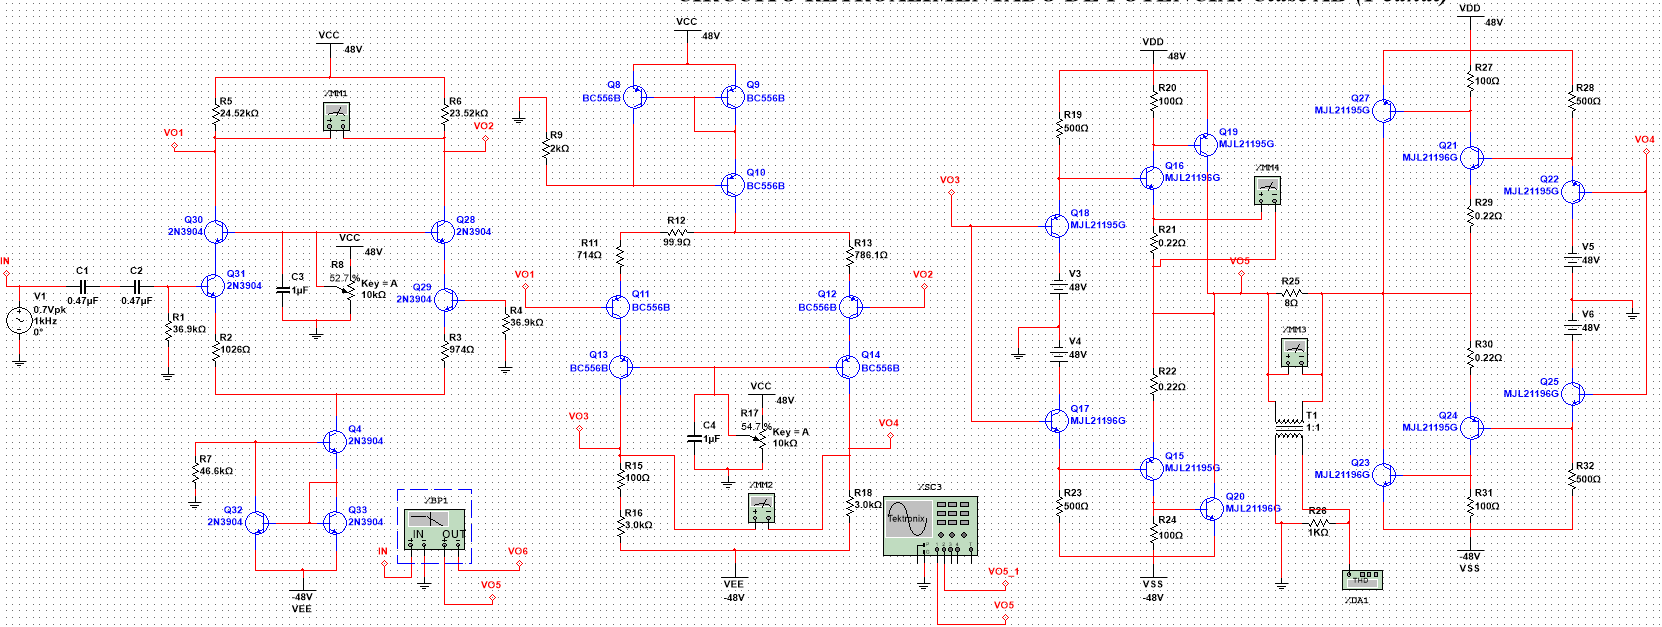 CIRCUITO RETROALIMENTADO DE POTENCIA: Clase AB (1 eunta)
VCC
48V
R5
24.52kΩ
XMM1
R6
23.52kΩ
VO1
VO2
Q30
2N3904
Q28
2N3904
VCC
48V
R8
52.7 %
Key = A
10kΩ
C3
1µF
IN
V1
0.7Vpk
1kHz
0°
C1
0.47µF
C2
0.47µF
Q31
2N3904
Q29
2N3904
R1
36.9kΩ
R2
1026Ω
R3
974Ω
R4
36.9kΩ
Q4
2N3904
R7
46.6kΩ
Q32
2N3904
Q33
2N3904
-48V
VEE
XBP1
IN
OUT
IN
VO6
VO5
VCC
48V
Q8
BC556B
Q9
BC556B
R9
2kΩ
Q10
BC556B
R12
99.9Ω
R11
714Ω
R13
786.1Ω
VO1
VO2
Q11
BC556B
Q12
BC556B
Q13
BC556B
Q14
BC556B
VCC
48V
R17
54.7 %
Key = A
10kΩ
C4
1µF
VO3
VO4
R15
100Ω
R16
3.0kΩ
XMM2
R18
3.0kΩ
VEE
-48V
XSC3
Tektronix
VO5_1
VO5
VDD
48V
R19
500Ω
R20
100Ω
Q19
MJL21195G
Q16
MJL21196G
XMM4
VO3
Q18
MJL21195G
R21
0.22Ω
V3
48V
V4
48V
VO5
R25
8Ω
XMM3
R22
0.22Ω
Q17
MJL21196G
T1
1:1
Q15
MJL21195G
R23
500Ω
Q20
MJL21196G
R24
100Ω
R26
1KΩ
VSS
-48V
THD
XDA1
VDD
48V
R27
100Ω
R28
500Ω
Q27
MJL21195G
Q21
MJL21196G
VO4
Q22
MJL21195G
R29
0.22Ω
V5
48V
V6
48V
R30
0.22Ω
Q25
MJL21196G
Q24
MJL21195G
Q23
MJL21196G
R32
500Ω
R31
100Ω
-48V
VSS